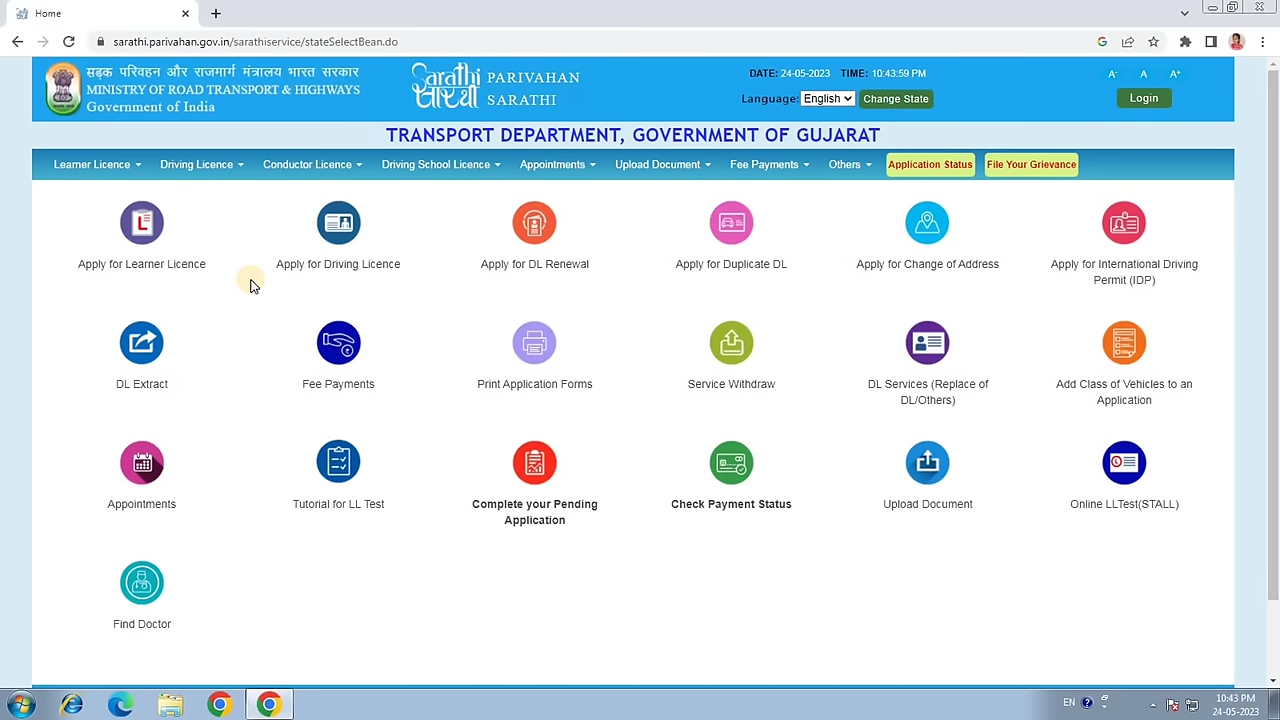 Home
sarathi.parivahan.gov.in/sarathiservice/stateSelectBean.do
सड़क परिवहन और राजमार्ग मंत्रालय भारत सरकार
MINISTRY OF ROAD TRANSPORT & HIGHWAYS
Government of India
Sarathi
सारथी
PARIVAHAN
SARATHI
DATE: 24-05-2023 TIME: 10:43:59 PM
Language: English Change State
A- A A+
Login
TRANSPORT DEPARTMENT, GOVERNMENT OF GUJARAT
Learner Licence Driving Licence Conductor Licence Driving School Licence Appointments Upload Document Fee Payments Others Application Status File Your Grievance
Apply for Learner Licence
Apply for Driving Licence
Apply for DL Renewal
Apply for Duplicate DL
Apply for Change of Address
Apply for International Driving
Permit (IDP)
DL Extract
Fee Payments
Print Application Forms
Service Withdraw
DL Services (Replace of
DL/Others)
Add Class of Vehicles to an
Application
Appointments
Tutorial for LL Test
Complete your Pending
Application
Check Payment Status
Upload Document
Online LLTest(STALL)
Find Doctor
EN
10:43 PM
24-05-2023